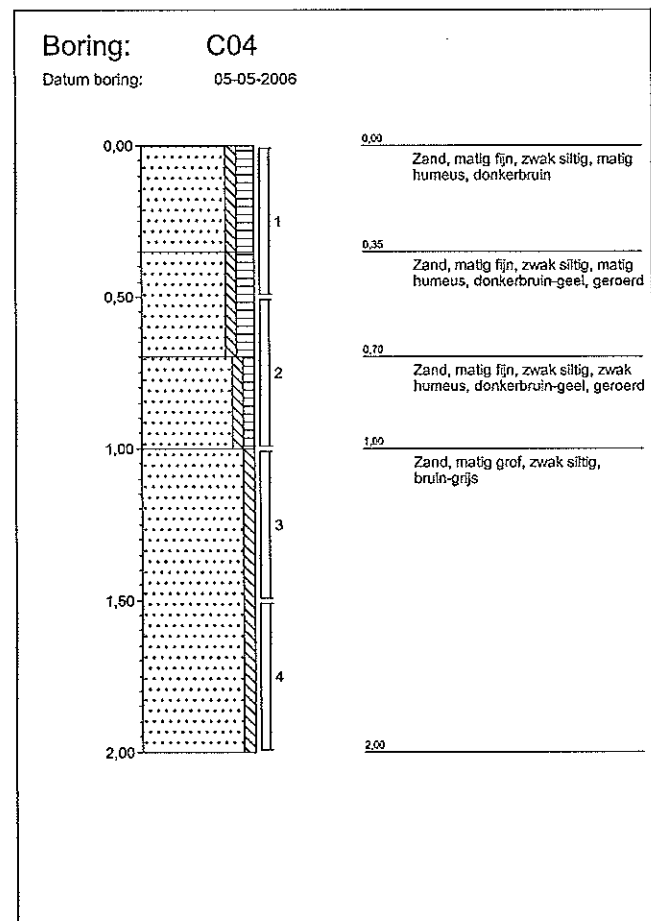 Boring: C04
Datum boring: 05-05-2006
0,00
0,50
1,00
1,50
2,00
1
2
3
4
0,00
Zand, matig fijn, zwak siltig, matig
humeus, donkerbruin
0,35
Zand, matig fijn, zwak siltig, matig
humeus, donkerbruin-geel, geroerd
0,70
Zand, matig fijn, zwak siltig, zwak
humeus, donkerbruin-geel, geroerd
1,00
Zand, matig grof, zwak siltig,
bruin-grijs
2,00